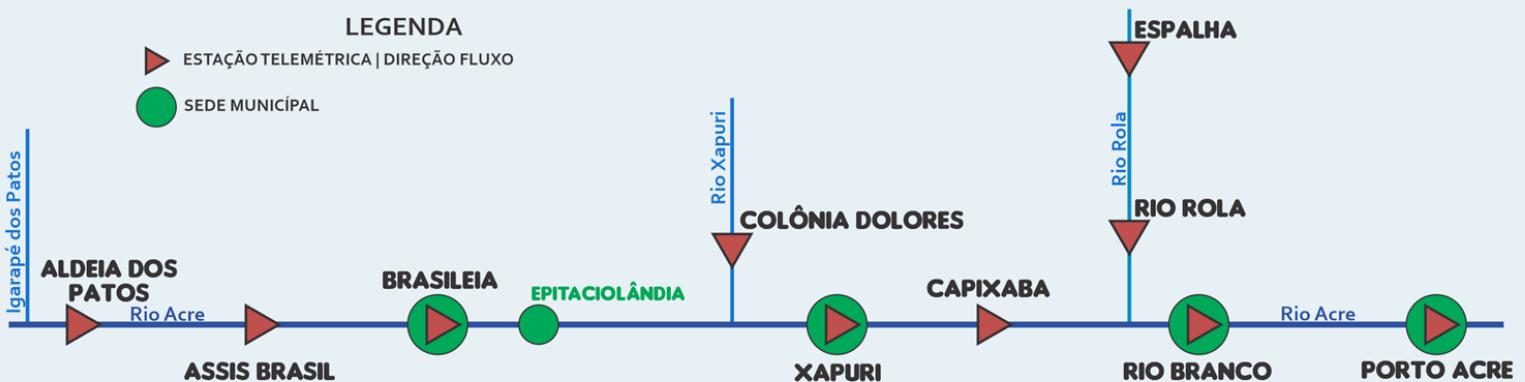 LEGENDA
ESTAÇÃO TELEMÉTRICA | DIREÇÃO FLUXO
SEDE MUNICÍPAL
Igarapé dos Patos
ALDEIA DOS
PATOS
Rio Acre
ASSIS BRASIL
BRASILEIA
EPITACIOLÂNDIA
Rio Xapuri
COLÔNIA DOLORES
XAPURI
CAPIXABA
ESPALHA
Rio Rola
RIO ROLA
RIO BRANCO
Rio Acre
PORTO ACRE